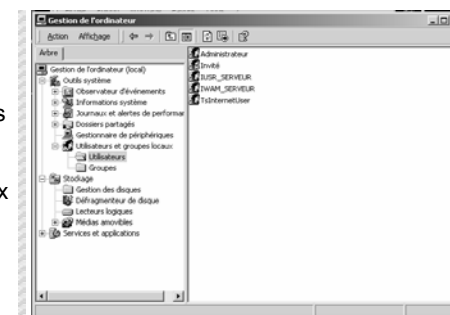 Gestion de l'ordinateur
Action Affichage
Arbre
Gestion de l'ordinateur (local)
Outils système
Observateur d'événements
Informations système
Journaux et alertes de performar
Dossiers partagés
Gestionnaire de périphériques
Utilisateurs et groupes locaux
Utilisateurs
Groupes
Stockage
Gestion des disques
Défragmenteur de disque
Lecteurs logiques
Médias amovibles
Services et applications
Administrateur
Invité
IUSR_SERVEUR
IWAM_SERVEUR
TsInternetUser
s
x